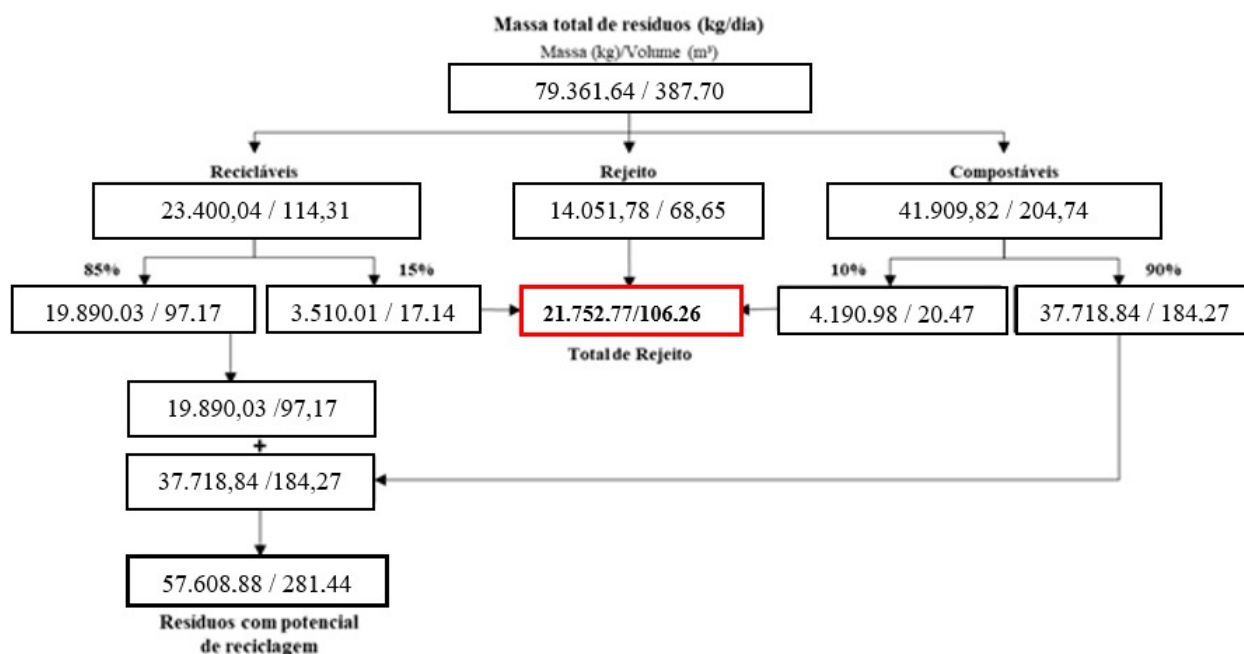 Massa total de resíduos (kg/dia)
Massa (kg)/Volume (m³)
79.361,64 / 387,70
Recicláveis
Rejeito
Compostáveis
23.400,04 / 114,31
14.051,78 / 68,65
41.909,82 / 204,74
85%
15%
10%
90%
19.890,03 / 97,17
3.510,01 / 17,14
21.752,77/106,26
4.190,98 / 20,47
37.718,84 / 184,27
Total de Rejeito
19.890,03 /97,17
+
37.718,84 /184,27
57.608,88 / 281,44
Resíduos com potencial
de reciclagem